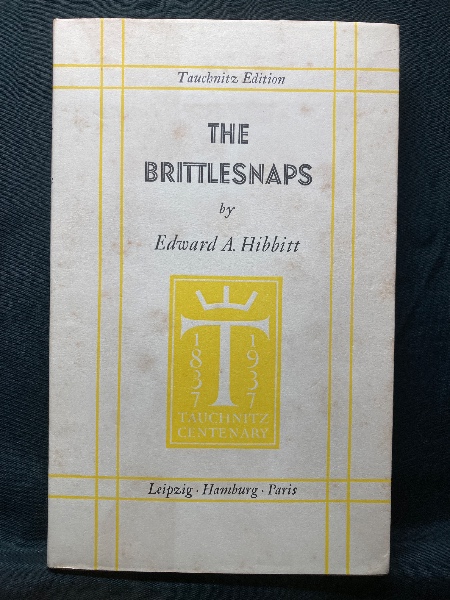 Tauchnitz Edition
THE
BRITTLESNAPS
by
Edward A. Hibbitt
T
1837
1937
TAUCHNITZ
CENTENARY
Leipzig · Hamburg · Paris